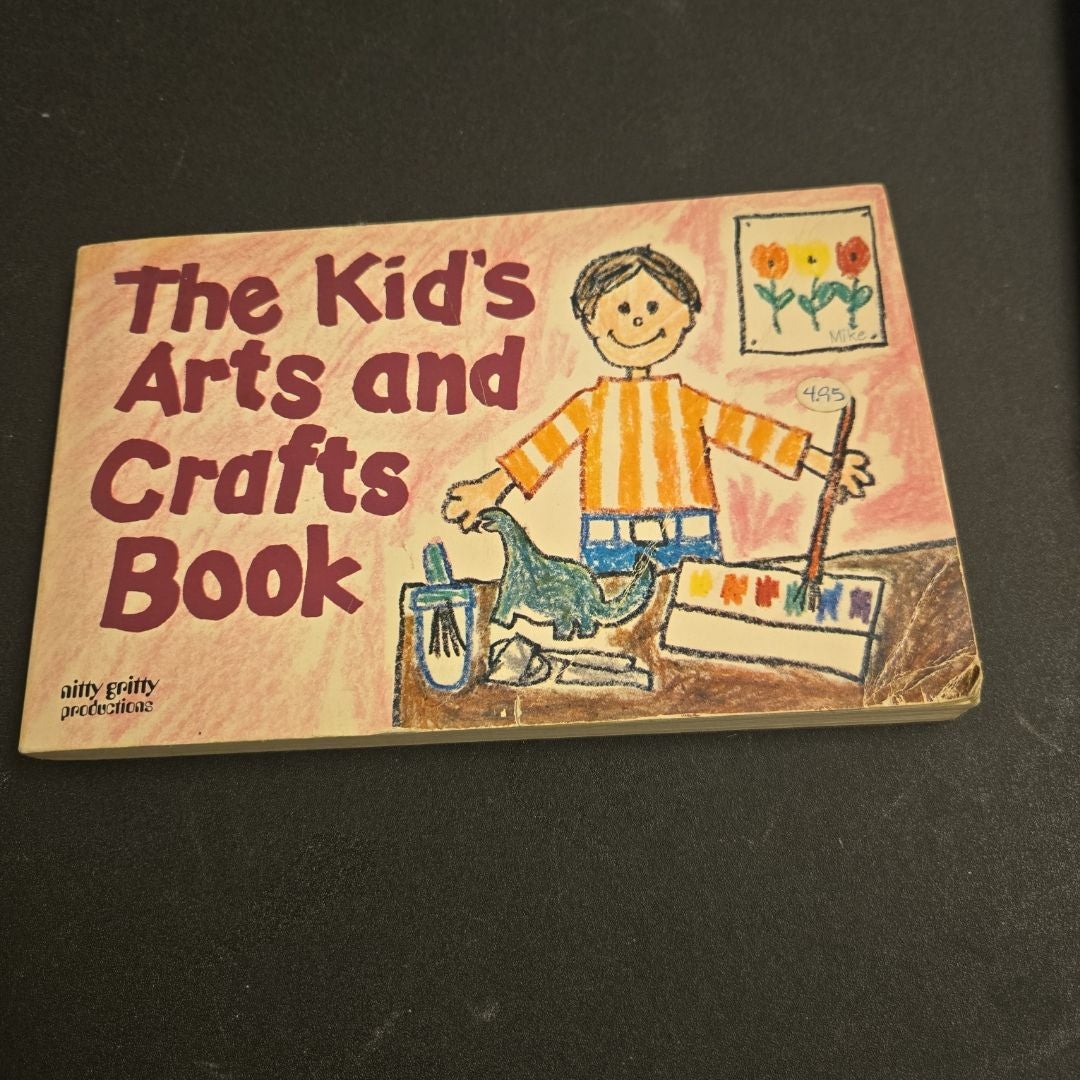 The Kid's
Arts and
Crafts
Book
nitty gritty
productions
Mike
4.95